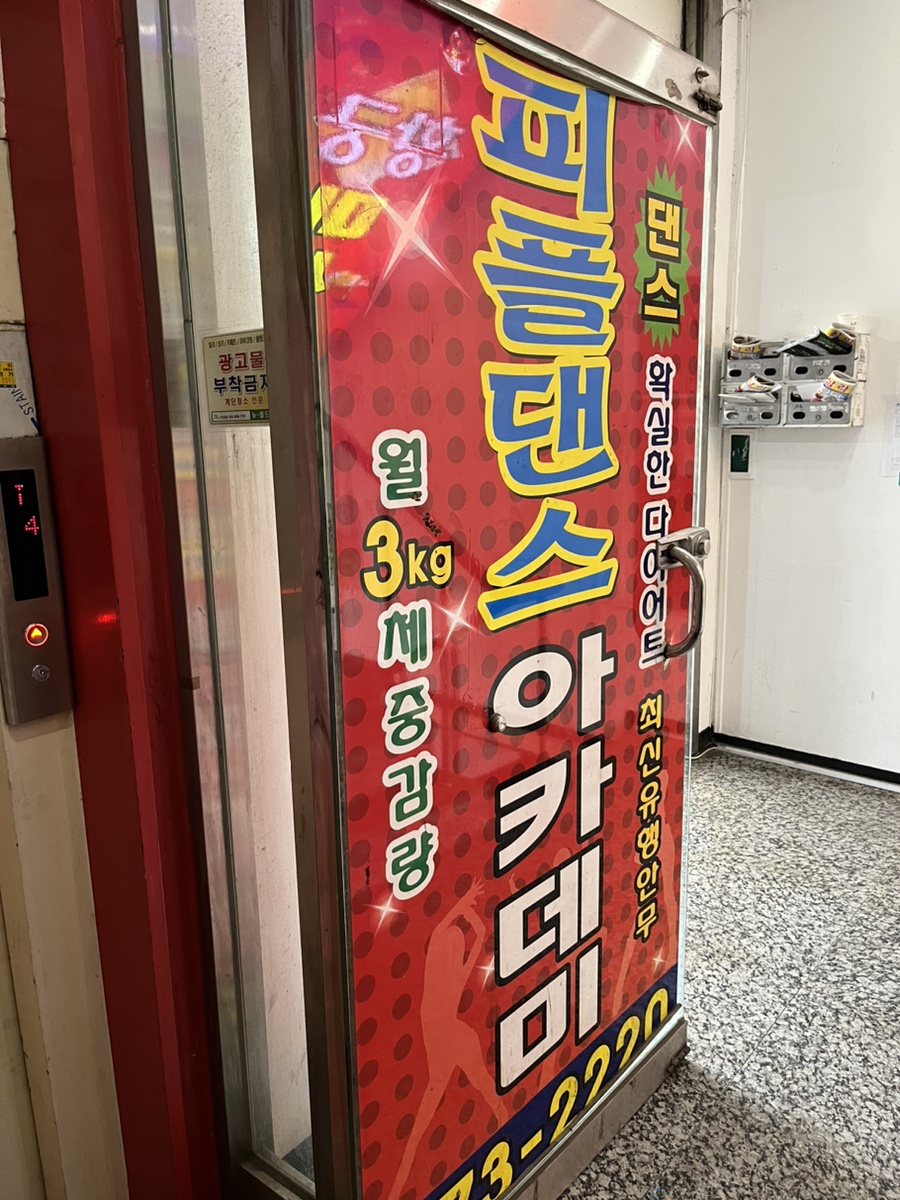 피플댄스 아카데미
댄스
확실한 다이어트
최신유행안무
월
3kg
체중감량
73-2220
광고물
부착금지
4